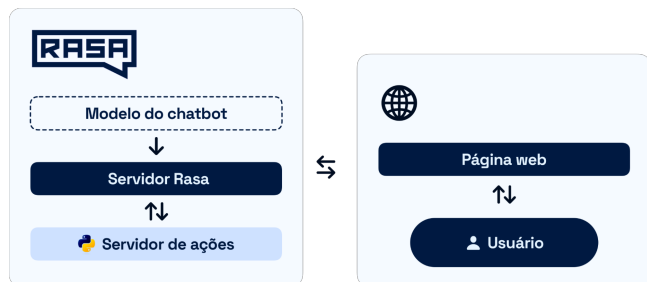 RASA
Modelo do chatbot
Servidor Rasa
Servidor de ações
Página web
Usuário